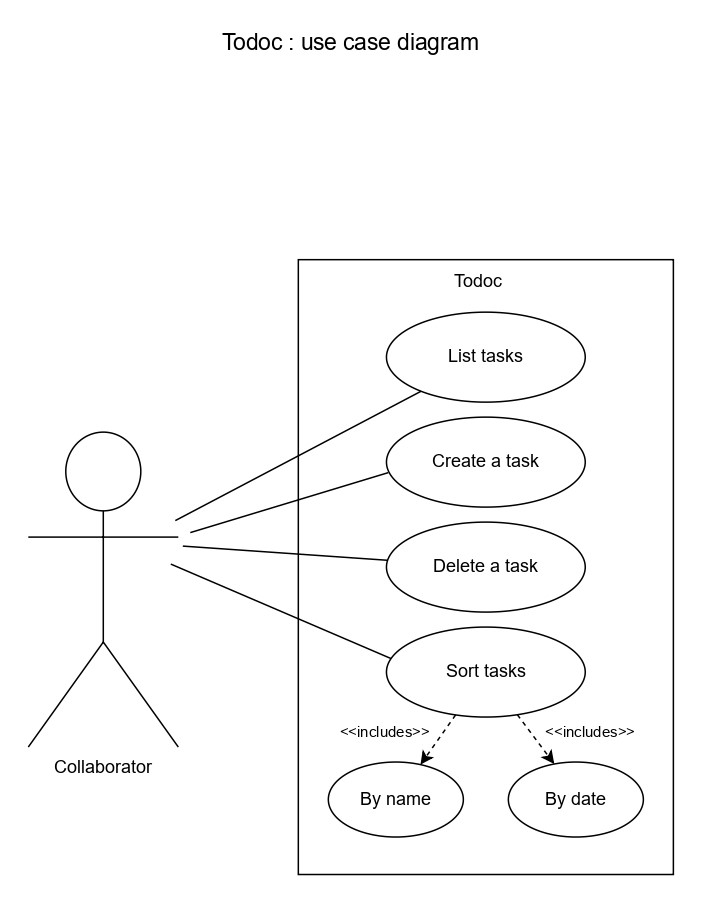 Todoc : use case diagram
Todoc
List tasks
Create a task
Delete a task
Sort tasks
<<includes>>
<<includes>>
By name
By date
Collaborator